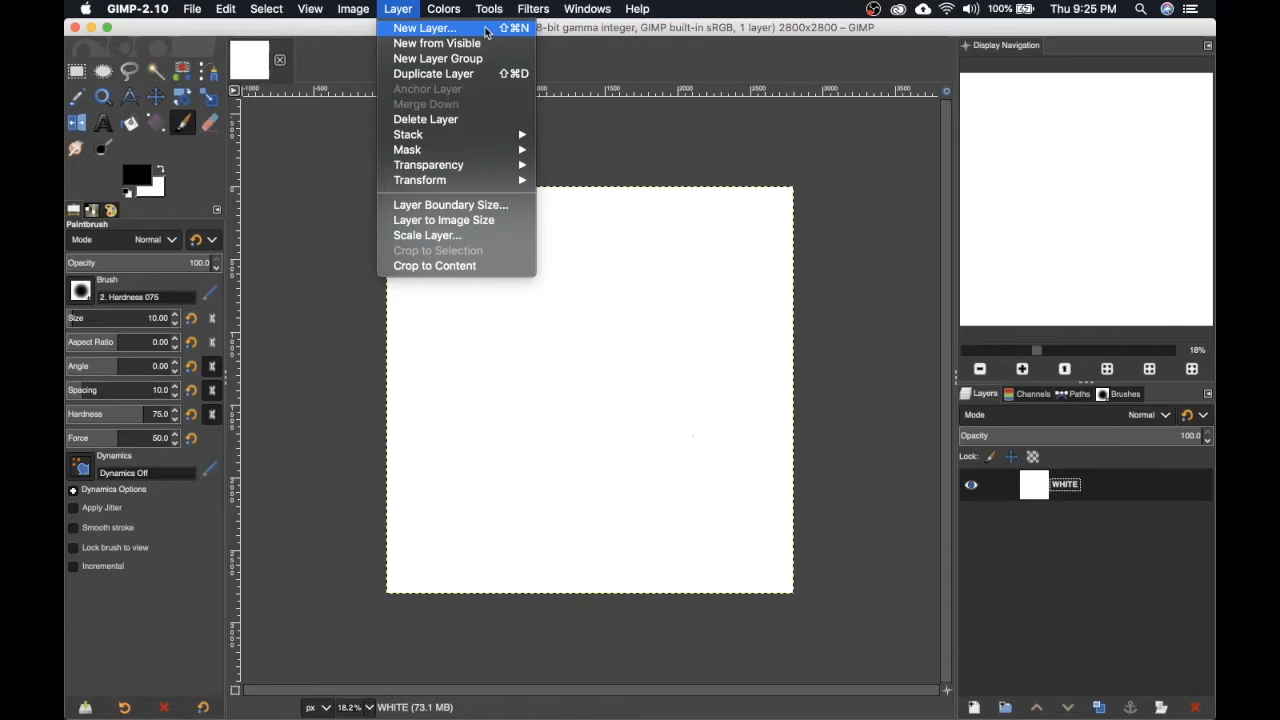 GIMP-2.10 File Edit Select View Image Layer Colors Tools Filters Windows Help 100% Thu 9:25 PM
8-bit gamma integer, GIMP built-in sRGB, 1 layer) 2800x2800 – GIMP
New Layer... ⇧⌘N
New from Visible
New Layer Group
Duplicate Layer ⇧⌘D
Anchor Layer
Merge Down
Delete Layer
Stack
Mask
Transparency
Transform
Layer Boundary Size...
Layer to Image Size
Scale Layer...
Crop to Selection
Crop to Content
-1000 -500 1500 2000 2500 3000 3500
Paintbrush
Mode Normal
Opacity 100.0
Brush
2. Hardness 075
Size 10.00
Aspect Ratio 0.00
Angle 0.00
Spacing 10.0
Hardness 75.0
Force 50.0
Dynamics
Dynamics Off
Dynamics Options
Apply Jitter
Smooth stroke
Lock brush to view
Incremental
px 18.2% WHITE (73.1 MB)
Display Navigation
18%
Layers Channels Paths Brushes
Mode Normal
Opacity 100.0
Lock:
WHITE